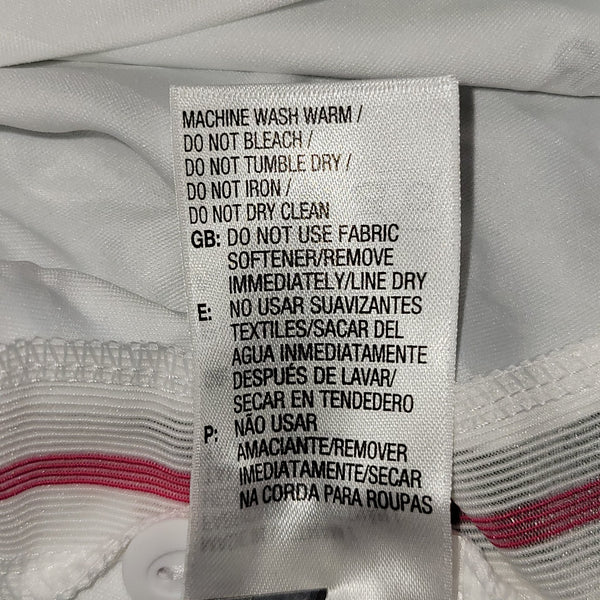 MACHINE WASH WARM /
DO NOT BLEACH /
DO NOT TUMBLE DRY /
DO NOT IRON /
DO NOT DRY CLEAN
GB: DO NOT USE FABRIC
SOFTENER/REMOVE
IMMEDIATELY/LINE DRY
E: NO USAR SUAVIZANTES
TEXTILES/SACAR DEL
AGUA INMEDIATAMENTE
DESPUÉS DE LAVAR/
SECAR EN TENDEDERO
P: NÃO USAR
AMACIANTE/REMOVER
IMEDIATAMENTE/SECAR
NA CORDA PARA ROUPAS